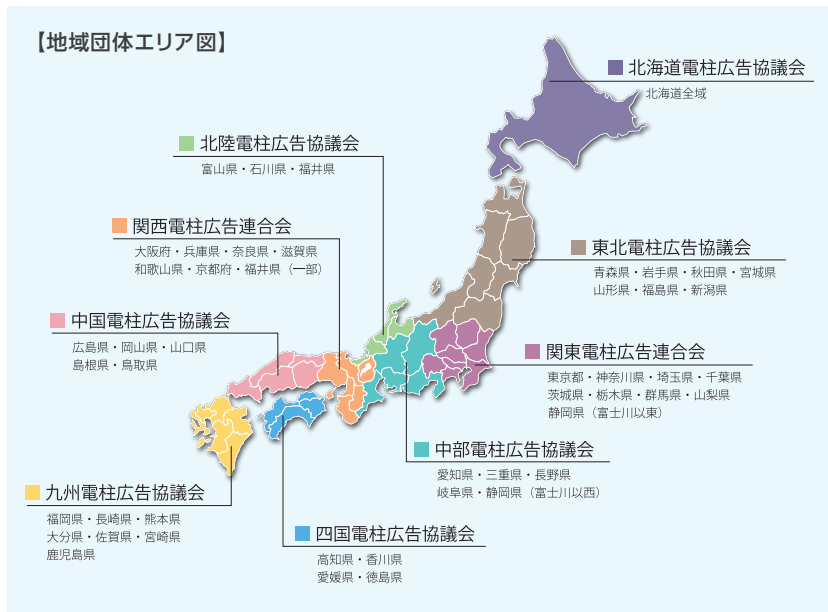 【地域団体エリア図】
北海道電柱広告協議会
北海道全域
北陸電柱広告協議会
富山県・石川県・福井県
関西電柱広告連合会
大阪府・兵庫県・奈良県・滋賀県
和歌山県・京都府・福井県（一部）
東北電柱広告協議会
青森県・岩手県・秋田県・宮城県
山形県・福島県・新潟県
中国電柱広告協議会
広島県・岡山県・山口県
島根県・鳥取県
関東電柱広告連合会
東京都・神奈川県・埼玉県・千葉県
茨城県・栃木県・群馬県・山梨県
静岡県（富士川以東）
中部電柱広告協議会
愛知県・三重県・長野県
岐阜県・静岡県（富士川以西）
九州電柱広告協議会
福岡県・長崎県・熊本県
大分県・佐賀県・宮崎県
鹿児島県
四国電柱広告協議会
高知県・香川県
愛媛県・徳島県